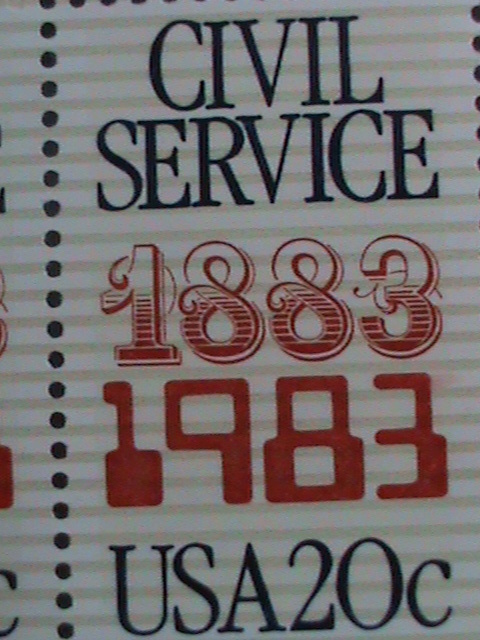 CIVIL
SERVICE
1883
1983
USA20c